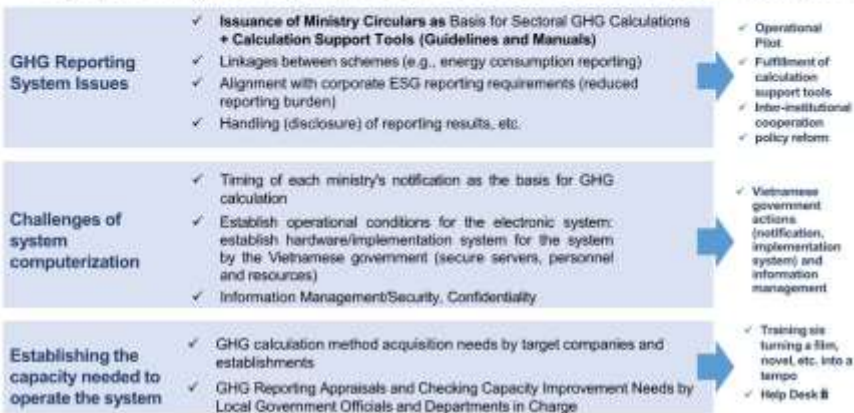 GHG Reporting
System Issues
✓ Issuance of Ministry Circulars as Basis for Sectoral GHG Calculations
+ Calculation Support Tools (Guidelines and Manuals)
✓ Linkages between schemes (e.g., energy consumption reporting)
✓ Alignment with corporate ESG reporting requirements (reduced
reporting burden)
✓ Handling (disclosure) of reporting results, etc.
✓ Operational
Pilot
✓ Fulfillment of
calculation
support tools
✓ Inter-institutional
cooperation
✓ policy reform
Challenges of
system
computerization
✓ Timing of each ministry's notification as the basis for GHG
calculation
✓ Establish operational conditions for the electronic system:
establish hardware/implementation system for the system
by the Vietnamese government (secure servers, personnel
and resources)
✓ Information Management/Security, Confidentiality
✓ Vietnamese
government
actions
(notification,
implementation
system) and
information
management
Establishing the
capacity needed to
operate the system
✓ GHG calculation method acquisition needs by target companies and
establishments
✓ GHG Reporting Appraisals and Checking Capacity Improvement Needs by
Local Government Officials and Departments in Charge
✓ Training six
turning a film,
novel, etc. into a
tempo
✓ Help Desk